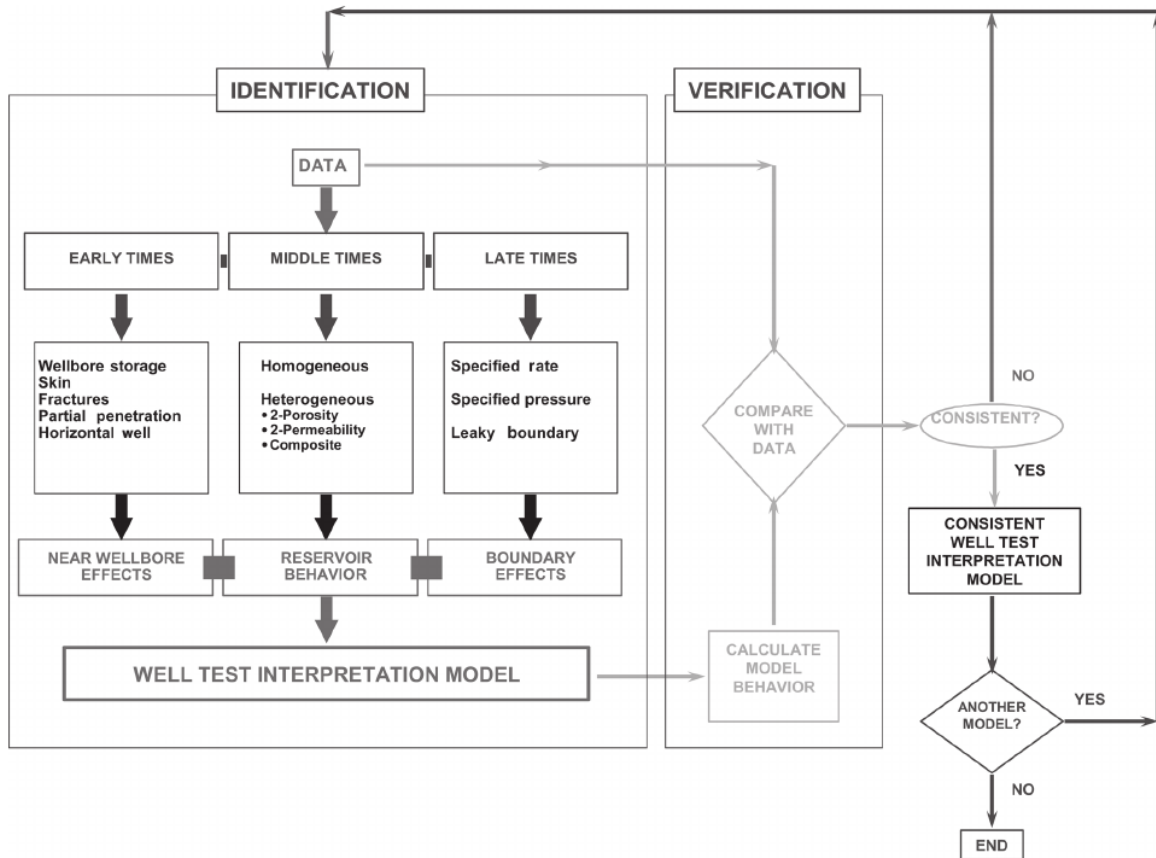 IDENTIFICATION
VERIFICATION
DATA
EARLY TIMES
MIDDLE TIMES
LATE TIMES
Wellbore storage
Skin
Fractures
Partial penetration
Horizontal well
Homogeneous
Heterogeneous
• 2-Porosity
• 2-Permeability
• Composite
Specified rate
Specified pressure
Leaky boundary
NEAR WELLBORE
EFFECTS
RESERVOIR
BEHAVIOR
BOUNDARY
EFFECTS
WELL TEST INTERPRETATION MODEL
COMPARE
WITH
DATA
CALCULATE
MODEL
BEHAVIOR
NO
CONSISTENT?
YES
CONSISTENT
WELL TEST
INTERPRETATION
MODEL
ANOTHER
MODEL?
YES
NO
END